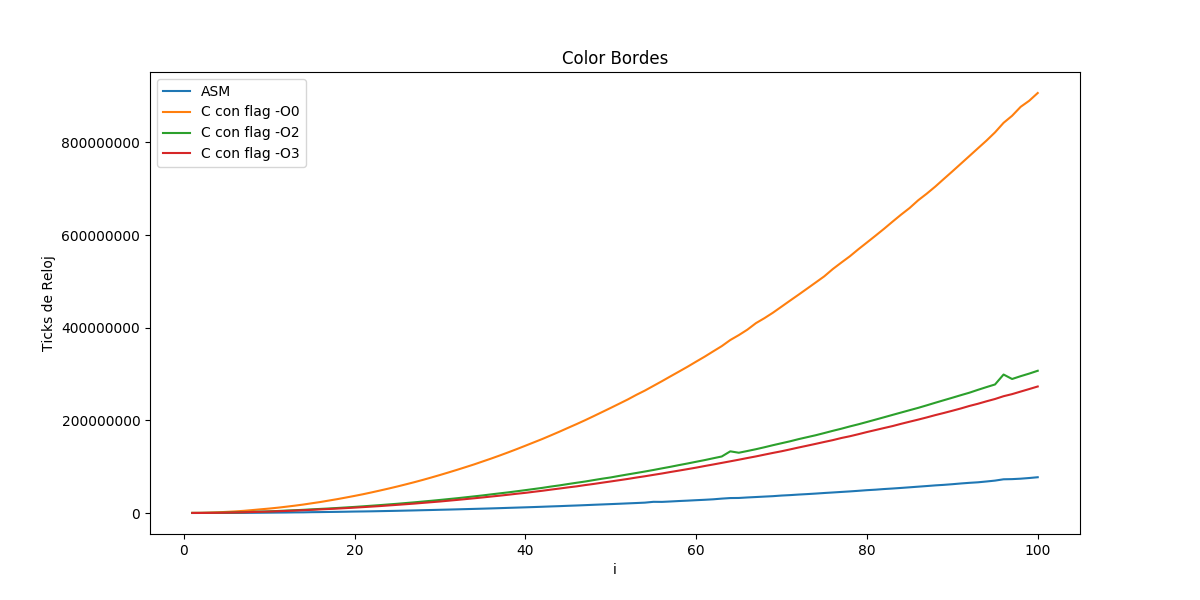 Color Bordes
ASM
C con flag -O0
C con flag -O2
C con flag -O3
Ticks de Reloj
800000000
600000000
400000000
200000000
0
0 20 40 60 80 100
i